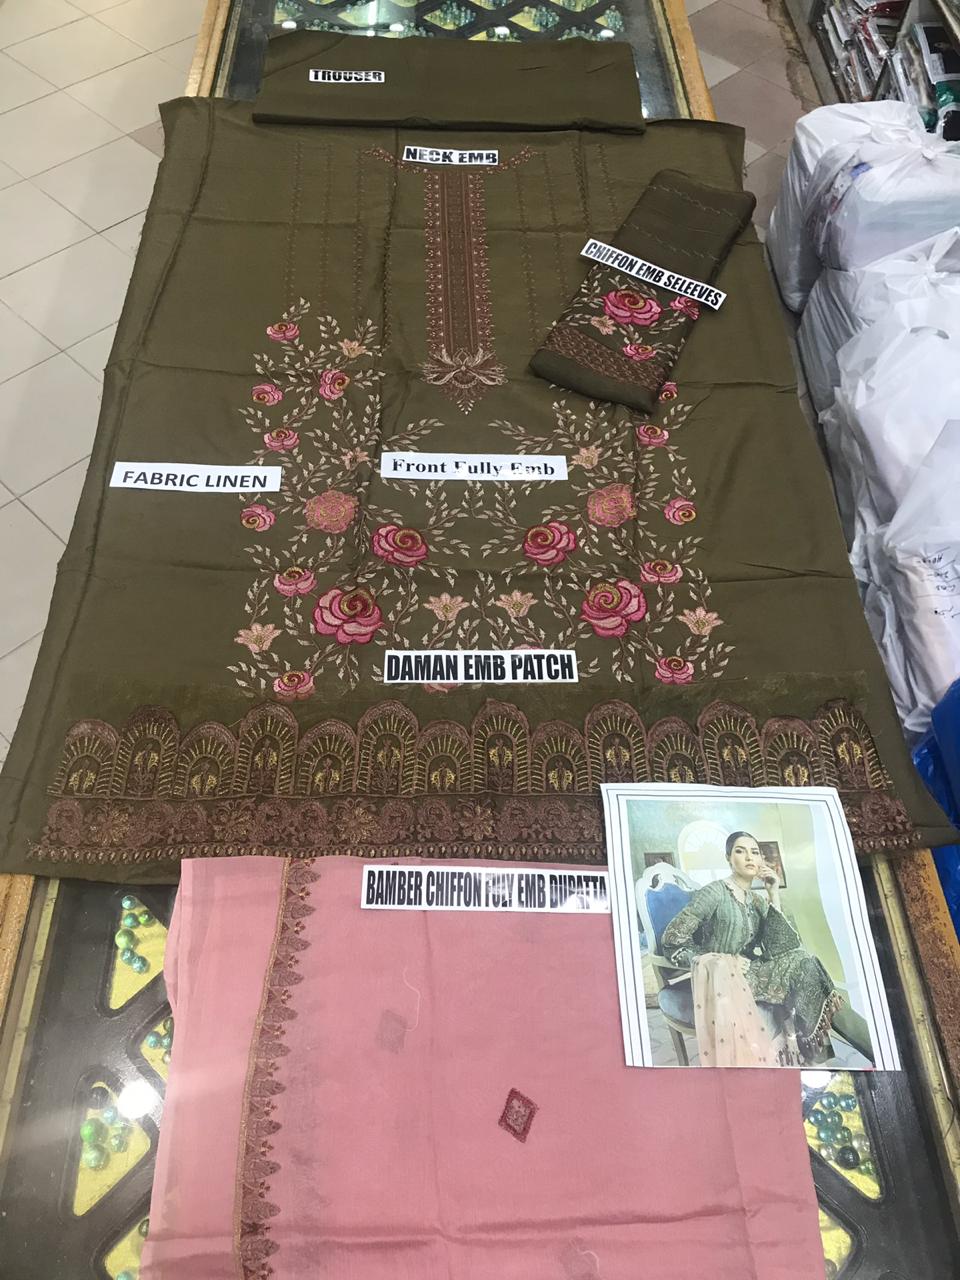 TROUSER
NECK EMB
CHIFFON EMB SELEEVES
Front Fully Emb
FABRIC LINEN
DAMAN EMB PATCH
BAMBER CHIFFON FULY EMB DUPATTA